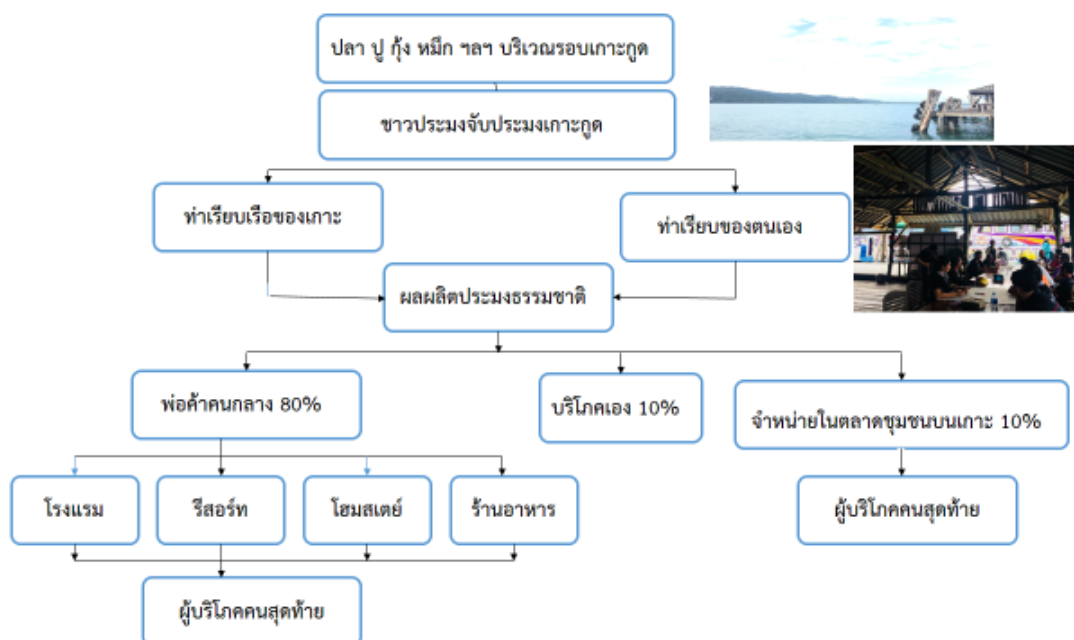 ปลา ปู กุ้ง หมึก ฯลฯ บริเวณรอบเกาะกูด
ชาวประมงจับประมงเกาะกูด
ท่าเรียบเรือของเกาะ
ท่าเรียบของตนเอง
ผลผลิตประมงธรรมชาติ
พ่อค้าคนกลาง 80%
บริโภคเอง 10%
จำหน่ายในตลาดชุมชนบนเกาะ 10%
โรงแรม
รีสอร์ท
โฮมสเตย์
ร้านอาหาร
ผู้บริโภคคนสุดท้าย
ผู้บริโภคคนสุดท้าย